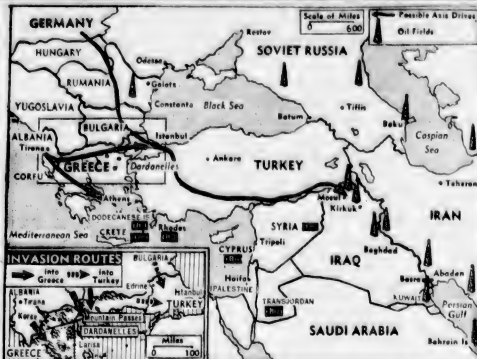 GERMANY
Scale of Miles
0 600
Possible Axis Drives
Oil Fields
HUNGARY
Rostov
SOVIET RUSSIA
Odessa
RUMANIA
Galatz
YUGOSLAVIA
Constanta
Black Sea
Tiflis
BULGARIA
Istanbul
Batum
Baku
Caspian
Sea
ALBANIA
Tirana
Ankara
TURKEY
GREECE
Dardanelles
CORFU
Teheran
Athens
Mosul
Kirkuk
IRAN
DODECANESE IS.
Rhodes
SYRIA
Mediterranean Sea
CRETE
CYPRUS
Tripoli
Baghdad
INVASION ROUTES
into
Greece
into
Turkey
BULGARIA
Haifa
IRAQ
PALESTINE
Abadan
Edirne
Basra
ALBANIA
Tirana
Istanbul
TRANSJORDAN
KUWAIT
Persian
Gulf
Koritza
TURKEY
Mountain Passes
DARDANELLES
SAUDI ARABIA
Larisa
Miles
GREECE
0 100
Bahrein Is.